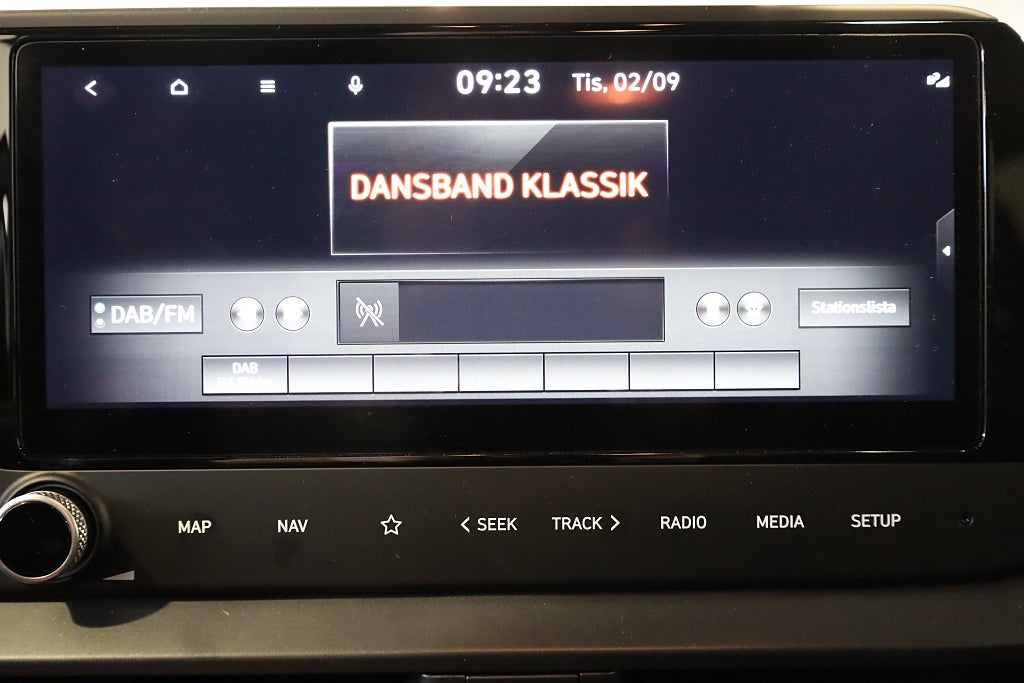 09:23 Tis, 02/09
DANSBAND KLASSIK
DAB/FM
Stationslista
DAB
MAP NAV < SEEK TRACK > RADIO MEDIA SETUP